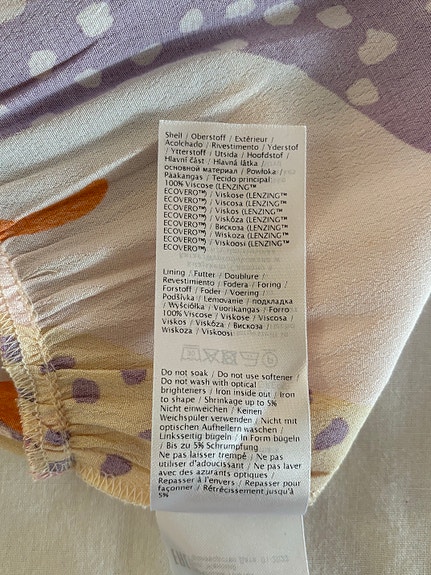 Shell / Oberstoff / Extérieur /
Acolchado / Rivestimento / Yderstof
/ Ytterstoff / Utsida / Hoofdstof /
Hlavní část / Hlavná látka /
основной материал / Powłoka /
Päakangas / Tecido principal:
100% Viscose (LENZING™
ECOVERO™) / Viskose (LENZING™
ECOVERO™) / Viscosa (LENZING™
ECOVERO™) / Viskos (LENZING™
ECOVERO™) / Viskóza (LENZING™
ECOVERO™) / Вискоза (LENZING™
ECOVERO™) / Wiskoza (LENZING™
ECOVERO™) / Viskoosi (LENZING™
ECOVERO™)
Lining / Futter / Doublure /
Revestimiento / Fodera / Foring /
Forstoff / Foder / Voering /
Podšívka / Lemovanie / подкладка
/ Wyściółka / Vuorikangas / Forro
100% Viscose / Viskose / Viscosa /
Viskos / Viskóza / Вискоза /
Wiskoza / Viskoosi
Do not soak / Do not use softener /
Do not wash with optical
brighteners / Iron inside out / Iron
to shape / Shrinkage up to 5%
Nicht einweichen / Keinen
Weichspüler verwenden / Nicht mit
optischen Aufhellern waschen /
Linksseitig bügeln / In Form bügeln
/ Bis zu 5% Schrumpfung
Ne pas laisser trempé / Ne pas
utiliser d'adoucissant / Ne pas laver
avec des azurants optiques /
Repasser à l'envers / Repasser pour
façonner / Rétrécissement jusqu'à
5%